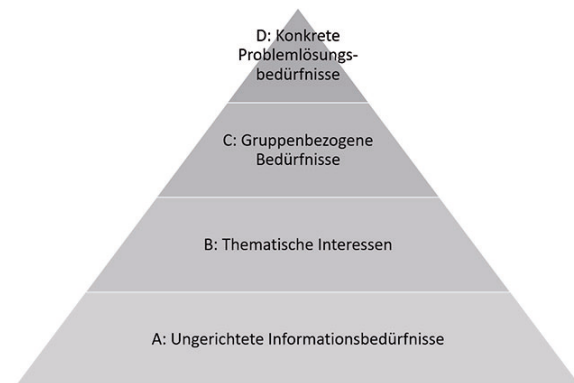 D: Konkrete
Problemlösungs-
bedürfnisse
C: Gruppenbezogene
Bedürfnisse
B: Thematische Interessen
A: Ungerichtete Informationsbedürfnisse